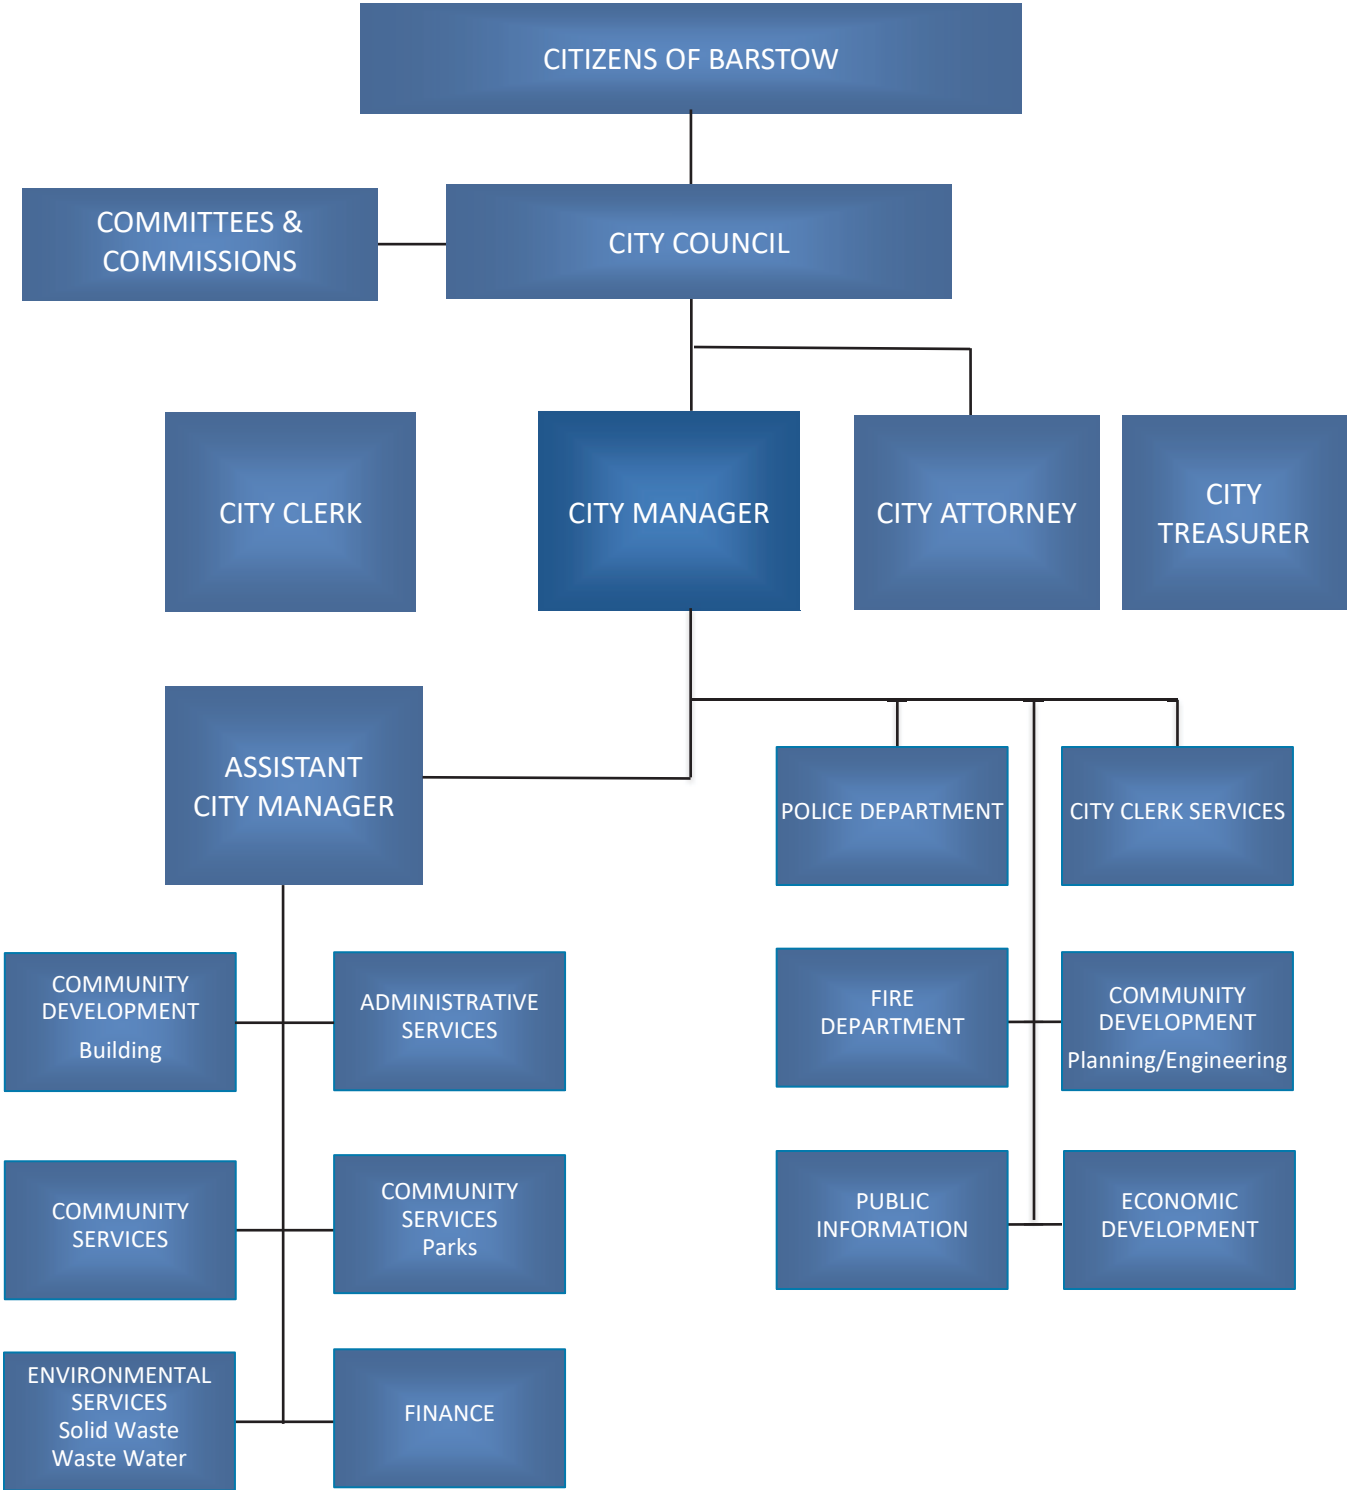 CITIZENS OF BARSTOW
COMMITTEES &
COMMISSIONS
CITY COUNCIL
CITY CLERK
CITY MANAGER
CITY ATTORNEY
CITY
TREASURER
ASSISTANT
CITY MANAGER
POLICE DEPARTMENT
CITY CLERK SERVICES
COMMUNITY
DEVELOPMENT
Building
ADMINISTRATIVE
SERVICES
FIRE
DEPARTMENT
COMMUNITY
DEVELOPMENT
Planning/Engineering
COMMUNITY
SERVICES
COMMUNITY
SERVICES
Parks
PUBLIC
INFORMATION
ECONOMIC
DEVELOPMENT
ENVIRONMENTAL
SERVICES
Solid Waste
Waste Water
FINANCE